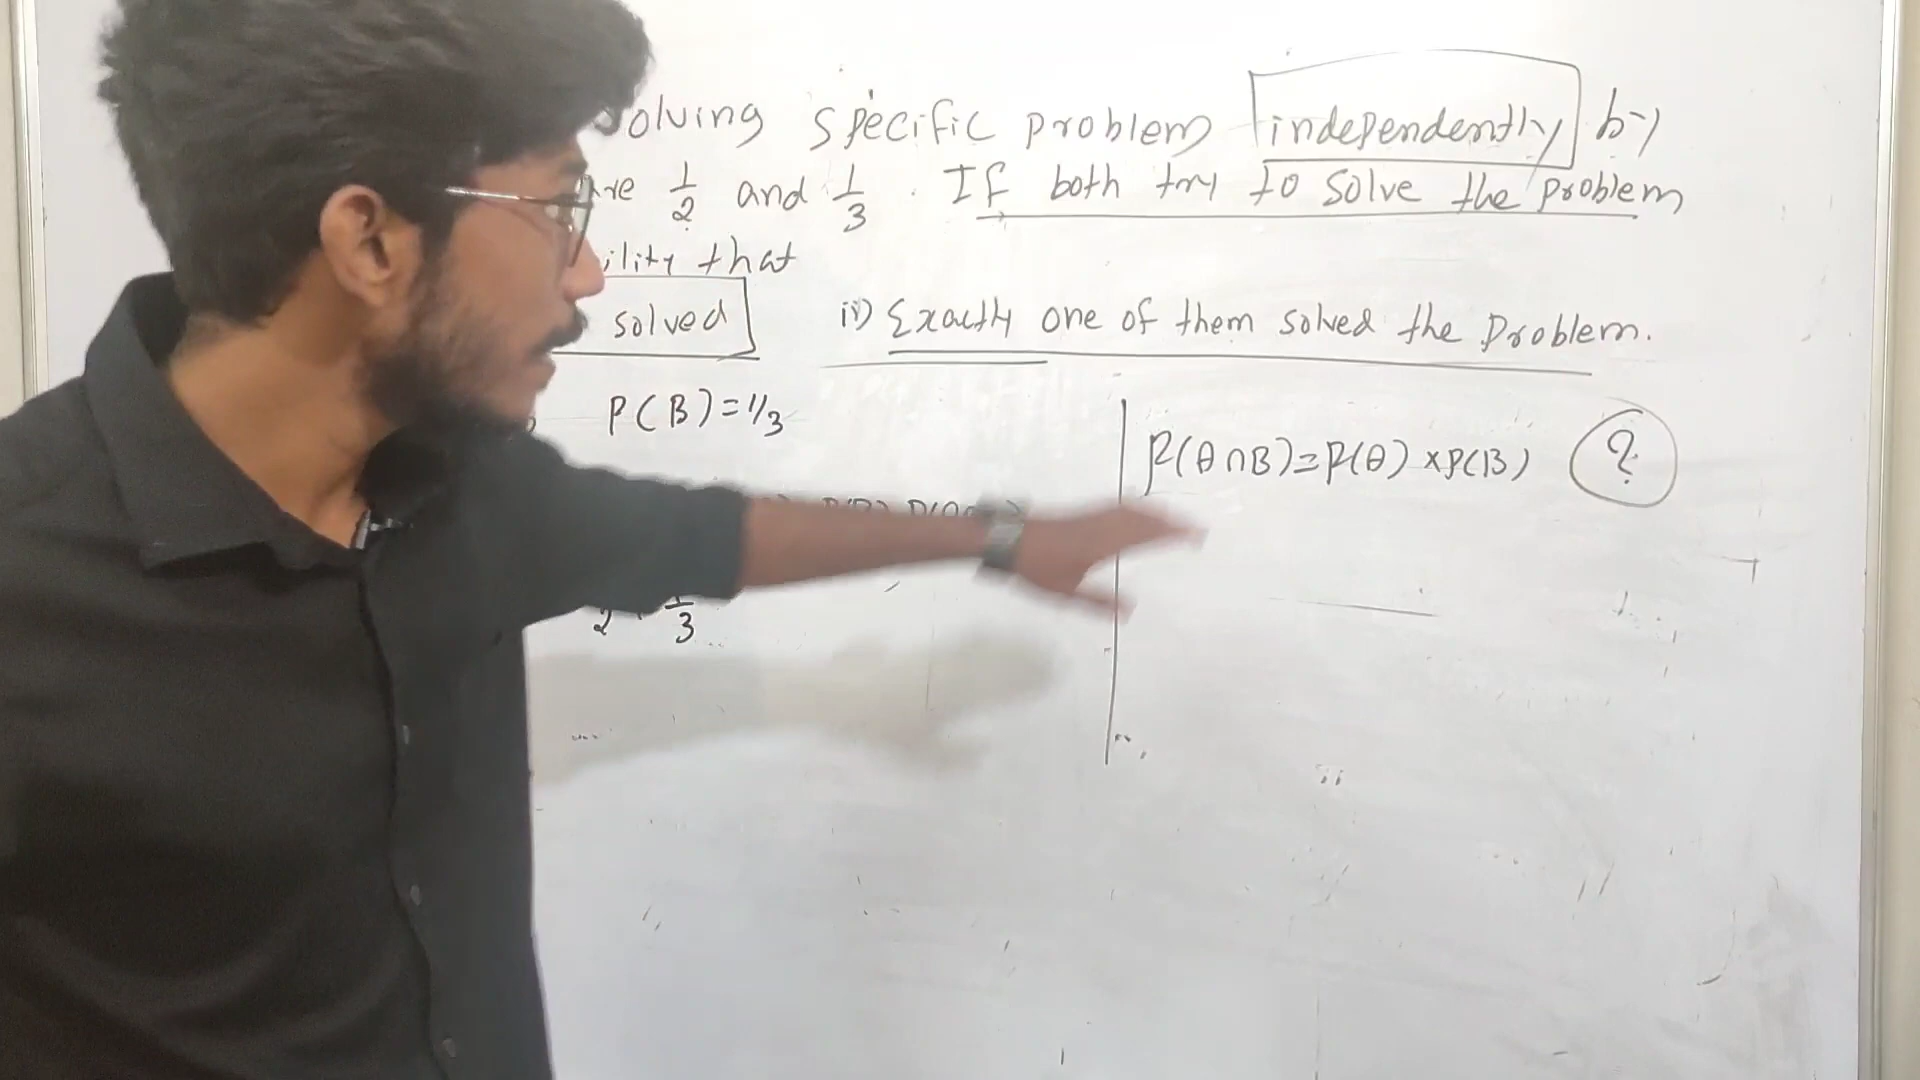 solving specific problem independently by
are 1/2 and 1/3 . If both try to solve the problem
ility that
solved ii) Exactly one of them solved the Problem.
P(B)=1/3
P(A∩B)=P(A)×P(B) ?
2 1/3